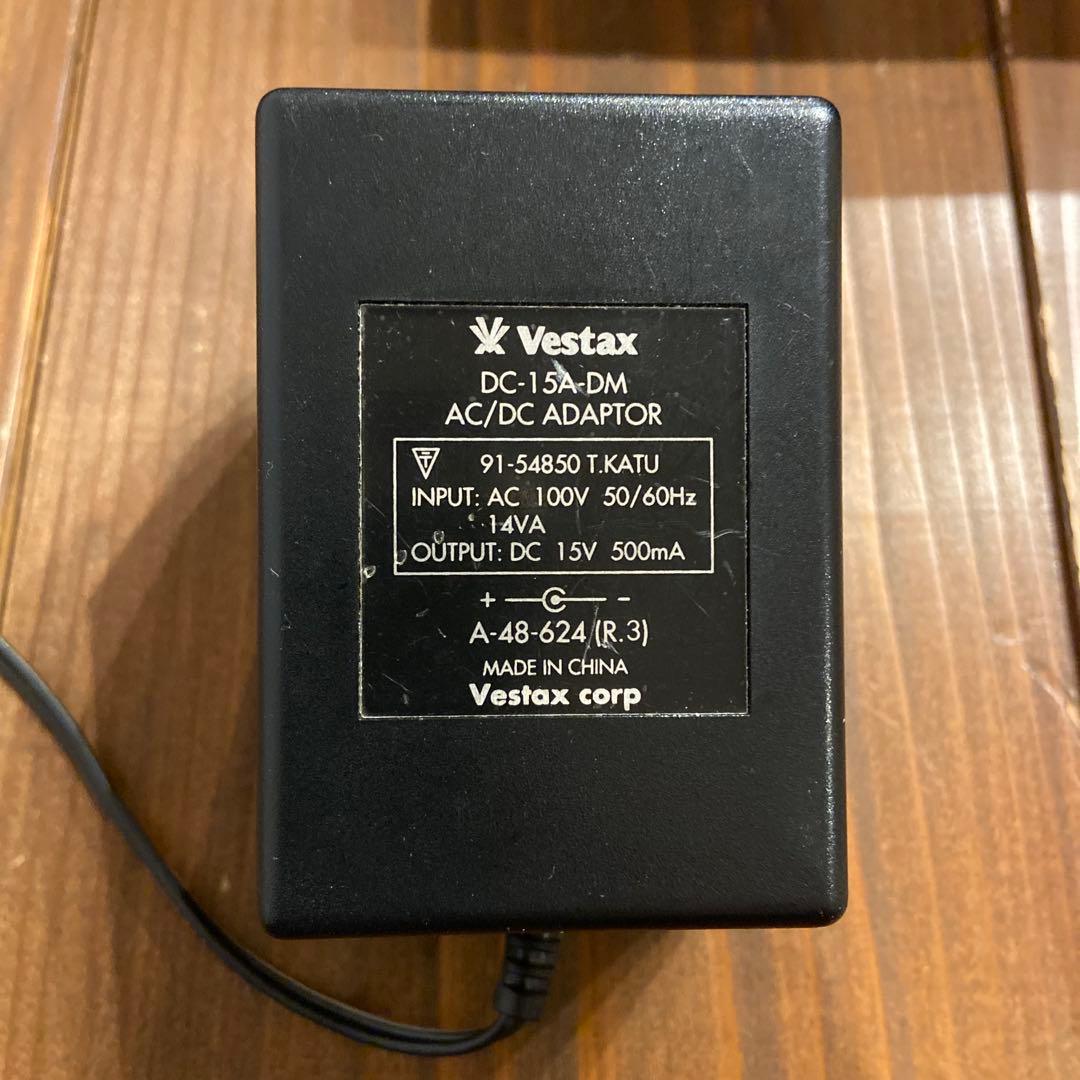 Vestax
DC-15A-DM
AC/DC ADAPTOR
91-54850 T.KATU
INPUT: AC 100V 50/60Hz
14VA
OUTPUT: DC 15V 500mA
+ -
A-48-624 (R.3)
MADE IN CHINA
Vestax corp